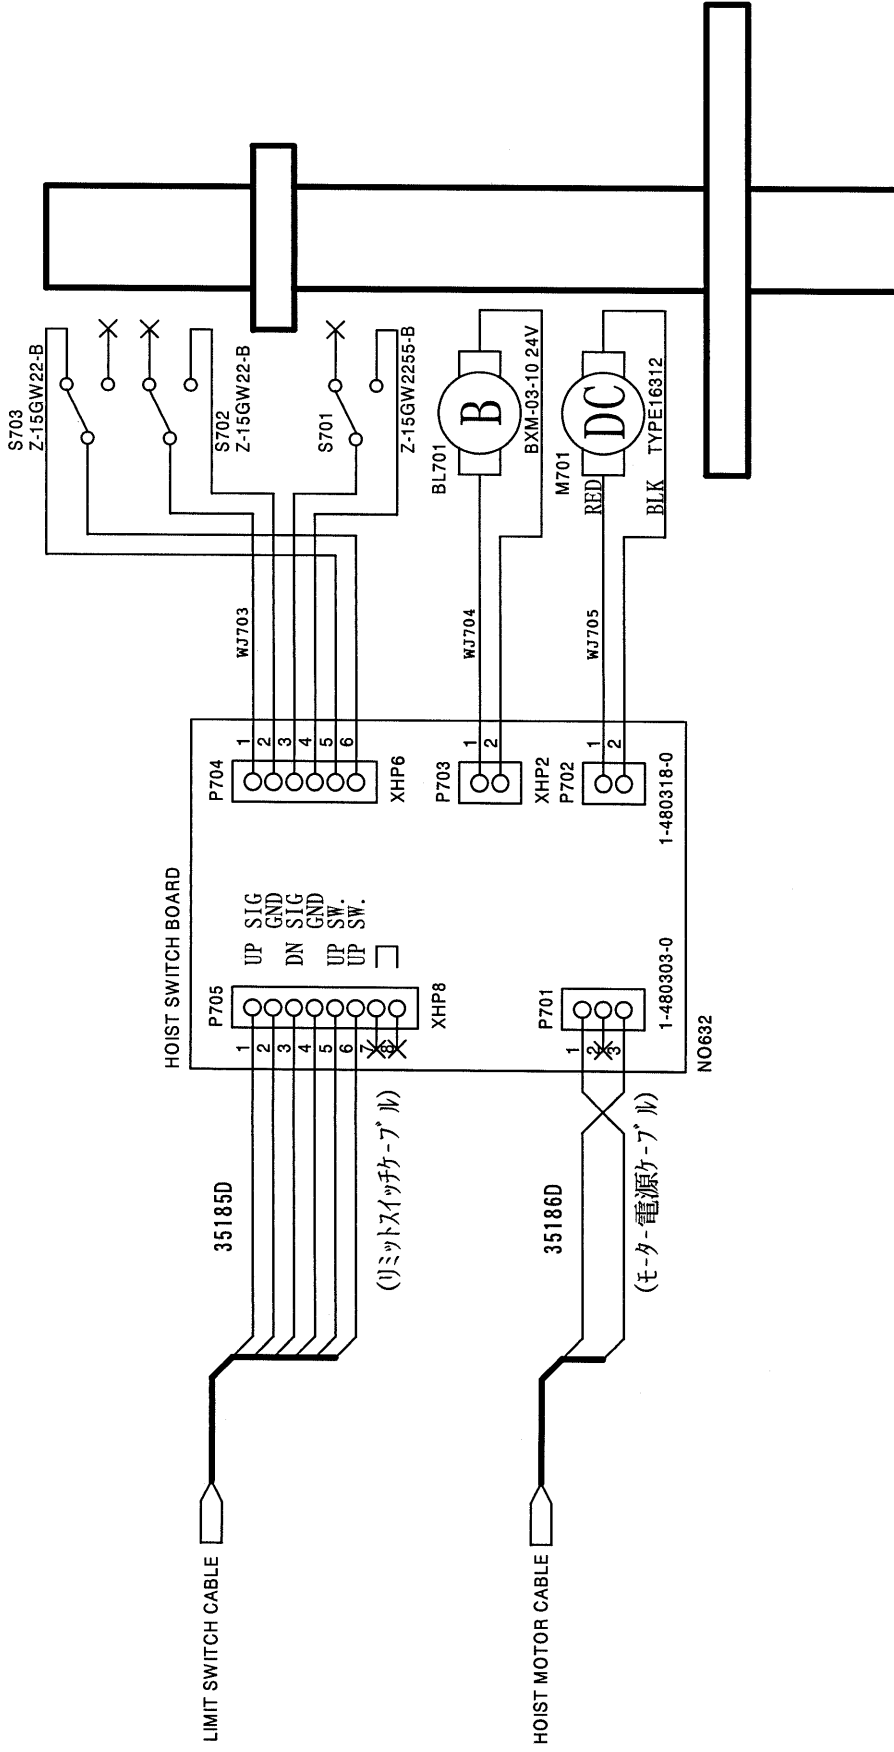 LIMIT SWITCH CABLE
35185D
(リミットスイッチケーブル)
HOIST MOTOR CABLE
35186D
(モーター電源ケーブル)
HOIST SWITCH BOARD
NO632
P705
1
2
3
4
5
6
7
8
XHP8
UP SIG
GND
DN SIG
GND
UP SW.
UP SW.
P701
1
2
3
1-480303-0
P704
1
2
3
4
5
6
XHP6
P703
1
2
XHP2
P702
1
2
1-480318-0
WJ703
WJ704
WJ705
S703
Z-15GW22-B
S702
Z-15GW22-B
S701
Z-15GW2255-B
BL701
B
BXM-03-10 24V
M701
RED
DC
BLK
TYPE16312